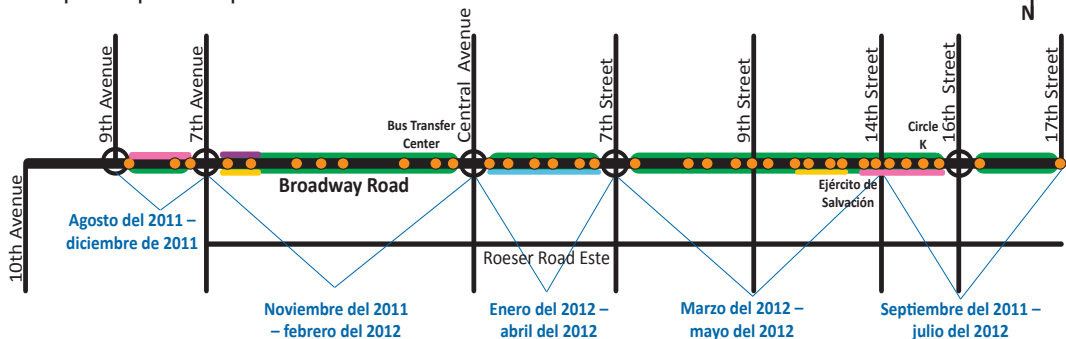 N
9th Avenue
7th Avenue
Central Avenue
7th Street
9th Street
14th Street
16th Street
17th Street
Bus Transfer
Center
Circle
K
Broadway Road
Ejército de
Salvación
10th Avenue
Agosto del 2011 –
diciembre de 2011
Roeser Road Este
Noviembre del 2011
– febrero del 2012
Enero del 2012 –
abril del 2012
Marzo del 2012 –
mayo del 2012
Septiembre del 2011 –
julio del 2012